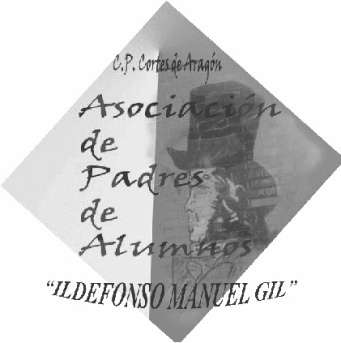 C.P. Cortes de Aragón
Asociación
de
Padres
de
Alumnos
"ILDEFONSO MANUEL GIL"